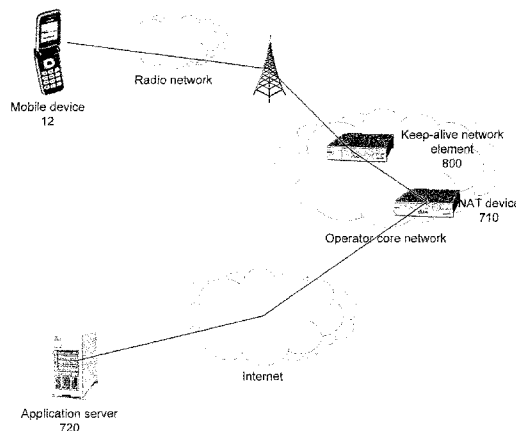 Radio network
Mobile device
12
Keep-alive network
element
800
NAT device
710
Operator core network
Internet
Application server
720